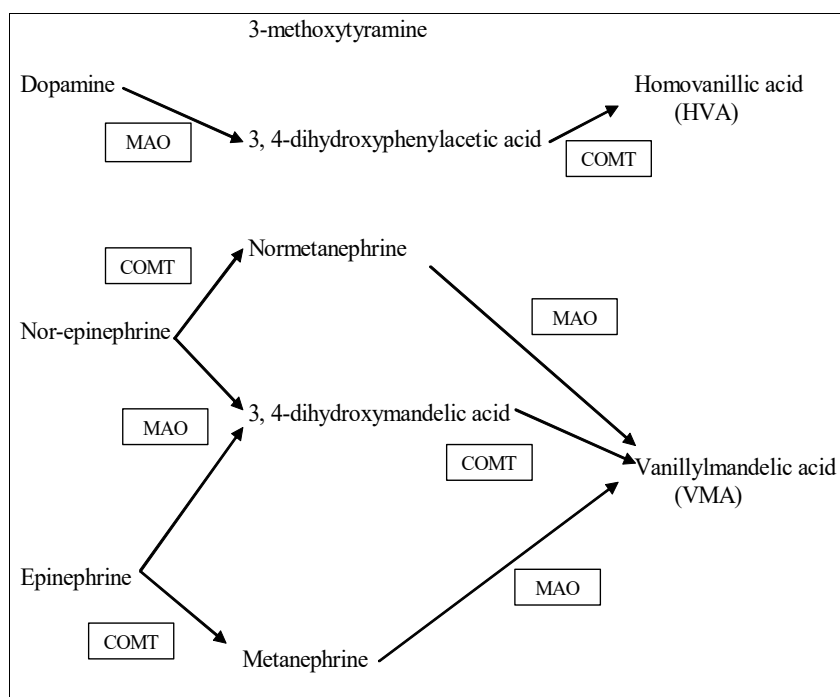 3-methoxytyramine
Dopamine
Homovanillic acid
(HVA)
MAO
3, 4-dihydroxyphenylacetic acid
COMT
COMT
Normetanephrine
MAO
Nor-epinephrine
MAO
3, 4-dihydroxymandelic acid
COMT
Vanillylmandelic acid
(VMA)
Epinephrine
MAO
COMT
Metanephrine